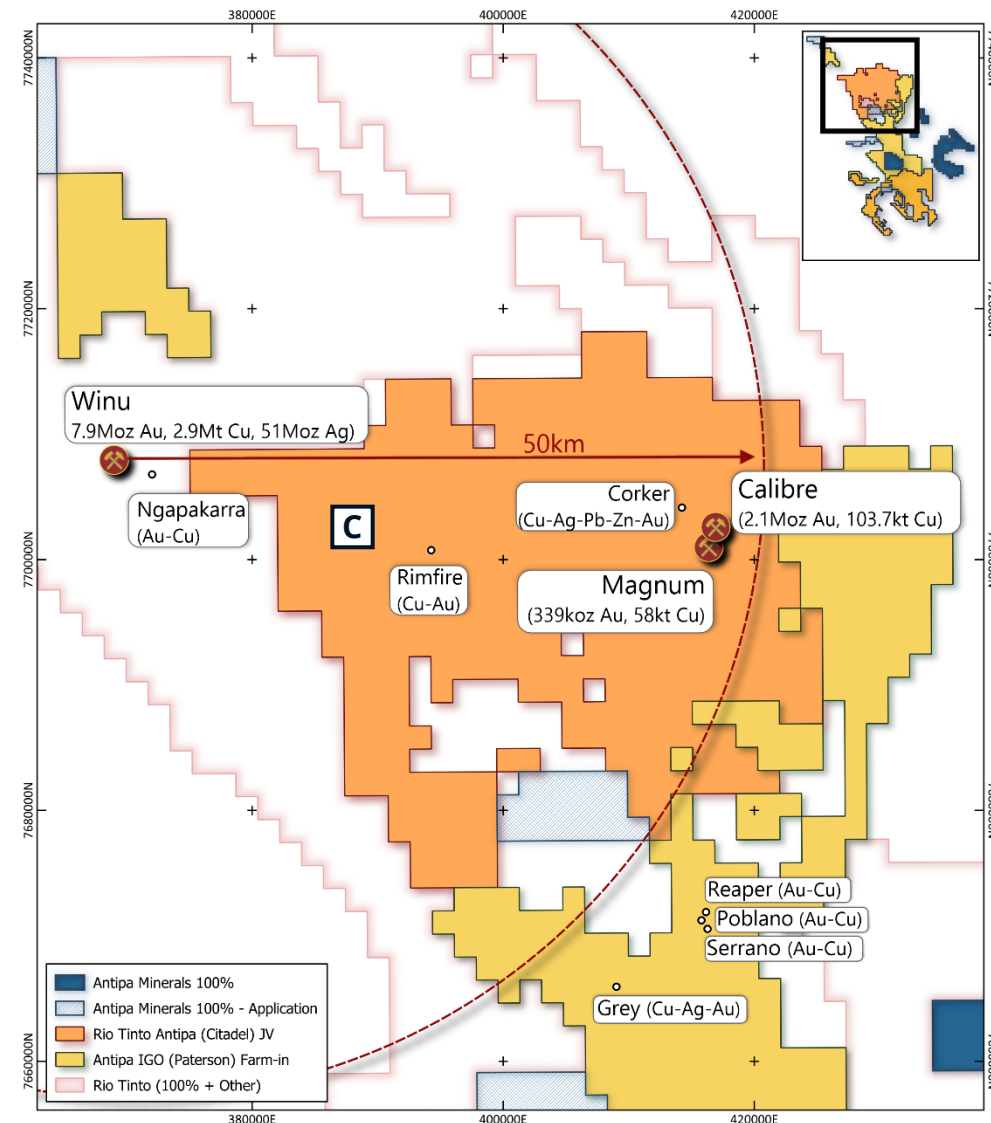 380000E
400000E
420000E
7740000N
7740000N
7720000N
7720000N
Winu
7.9Moz Au, 2.9Mt Cu, 51Moz Ag)
50km
Ngapakarra
(Au-Cu)
C
Corker
(Cu-Ag-Pb-Zn-Au)
Calibre
(2.1Moz Au, 103.7kt Cu)
7700000N
Rimfire
(Cu-Au)
Magnum
(339koz Au, 58kt Cu)
7680000N
7680000N
Reaper (Au-Cu)
Poblano (Au-Cu)
Serrano (Au-Cu)
Grey (Cu-Ag-Au)
Antipa Minerals 100%
Antipa Minerals 100% - Application
Rio Tinto Antipa (Citadel) JV
Antipa IGO (Paterson) Farm-in
Rio Tinto (100% + Other)
7660000N
7660000N
380000E
400000E
420000E